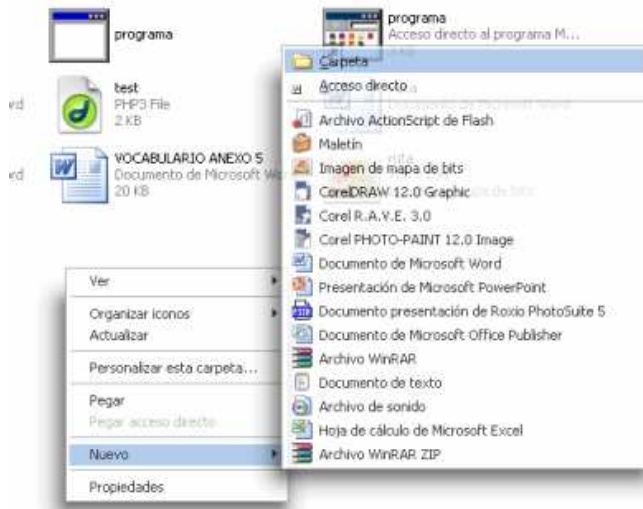 programa
programa
Acceso directo al programa M...
test
PHP3 File
2 KB
VOCABULARIO ANEXO 5
Documento de Microsoft Wo
20 KB
Carpeta
Acceso directo
Archivo ActionScript de Flash
Maletín
Imagen de mapa de bits
CorelDRAW 12.0 Graphic
Corel R.A.V.E. 3.0
Corel PHOTO-PAINT 12.0 Image
Documento de Microsoft Word
Presentación de Microsoft PowerPoint
Documento presentación de Roxio PhotoSuite 5
Documento de Microsoft Office Publisher
Archivo WinRAR
Documento de texto
Archivo de sonido
Hoja de cálculo de Microsoft Excel
Archivo WinRAR ZIP
Ver
Organizar iconos
Actualizar
Personalizar esta carpeta...
Pegar
Pegar acceso directo
Nuevo
Propiedades